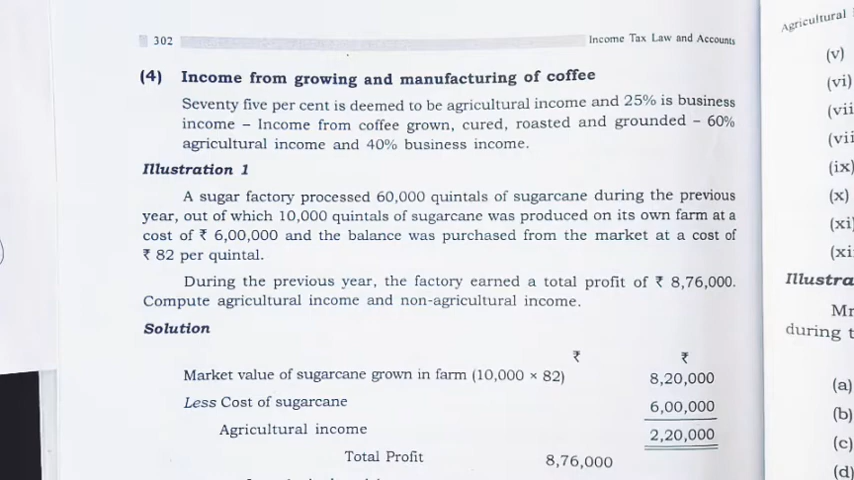 302
Income Tax Law and Accounts
(4) Income from growing and manufacturing of coffee
Seventy five per cent is deemed to be agricultural income and 25% is business
income – Income from coffee grown, cured, roasted and grounded – 60%
agricultural income and 40% business income.
Illustration 1
A sugar factory processed 60,000 quintals of sugarcane during the previous
year, out of which 10,000 quintals of sugarcane was produced on its own farm at a
cost of ₹ 6,00,000 and the balance was purchased from the market at a cost of
₹ 82 per quintal.
During the previous year, the factory earned a total profit of ₹ 8,76,000.
Compute agricultural income and non-agricultural income.
Solution
₹ ₹
Market value of sugarcane grown in farm (10,000 × 82) 8,20,000
Less Cost of sugarcane 6,00,000
Agricultural income 2,20,000
Total Profit 8,76,000
Agricultural
(v)
(vi)
(vii
(vii
(ix)
(x)
(xi
(xi
Illustra
Mr
during t
(a)
(b)
(c)
(d)